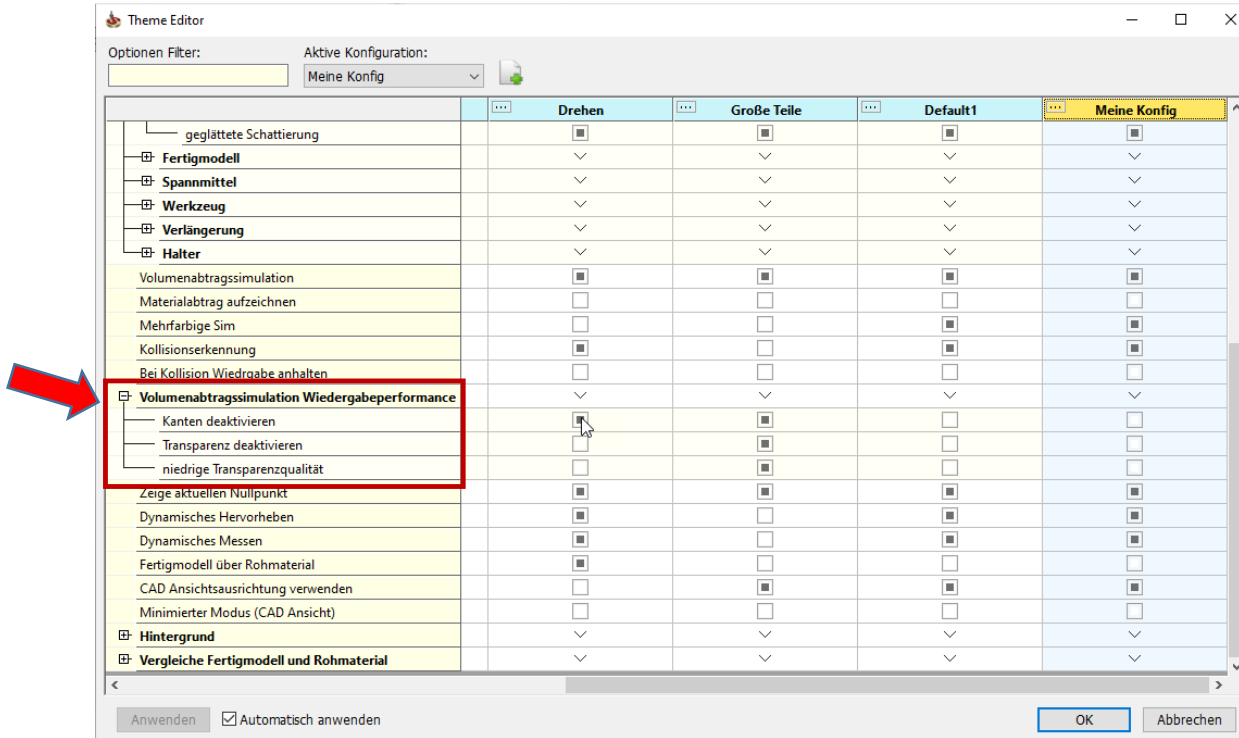 Theme Editor
Optionen Filter: Aktive Konfiguration:
Meine Konfig
Drehen Große Teile Default1 Meine Konfig
geglättete Schattierung
Fertigmodell
Spannmittel
Werkzeug
Verlängerung
Halter
Volumenabtragssimulation
Materialabtrag aufzeichnen
Mehrfarbige Sim
Kollisionserkennung
Bei Kollision Wiedrgabe anhalten
Volumenabtragssimulation Wiedergabeperformance
Kanten deaktivieren
Transparenz deaktivieren
niedrige Transparenzqualität
Zeige aktuellen Nullpunkt
Dynamisches Hervorheben
Dynamisches Messen
Fertigmodell über Rohmaterial
CAD Ansichtsausrichtung verwenden
Minimierter Modus (CAD Ansicht)
Hintergrund
Vergleiche Fertigmodell und Rohmaterial
Anwenden Automatisch anwenden OK Abbrechen